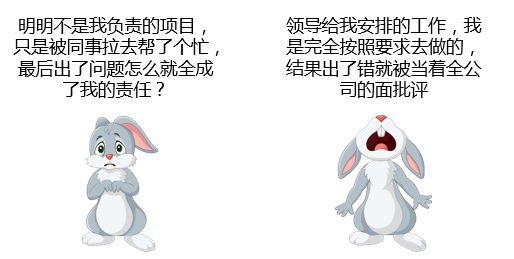 明明不是我负责的项目，
只是被同事拉去帮了个忙，
最后出了问题怎么就全成
了我的责任？
领导给我安排的工作，我
是完全按照要求去做的，
结果出了错就被当着全公
司的面批评